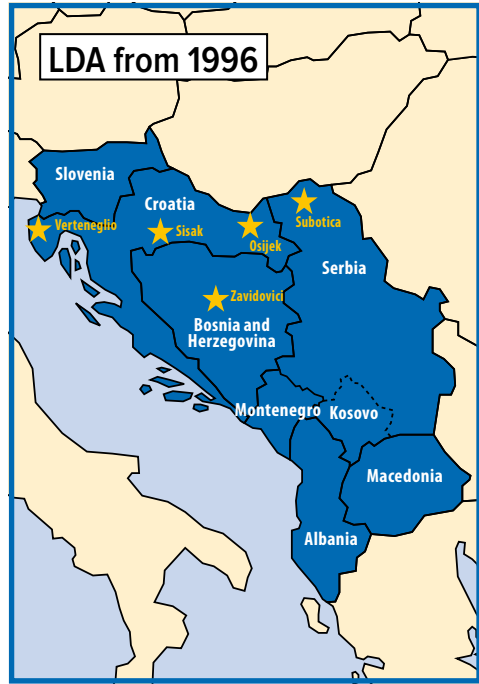 LDA from 1996
Slovenia
Croatia
Verteneglio
Sisak
Osijek
Subotica
Serbia
Zavidovici
Bosnia and
Herzegovina
Montenegro
Kosovo
Macedonia
Albania